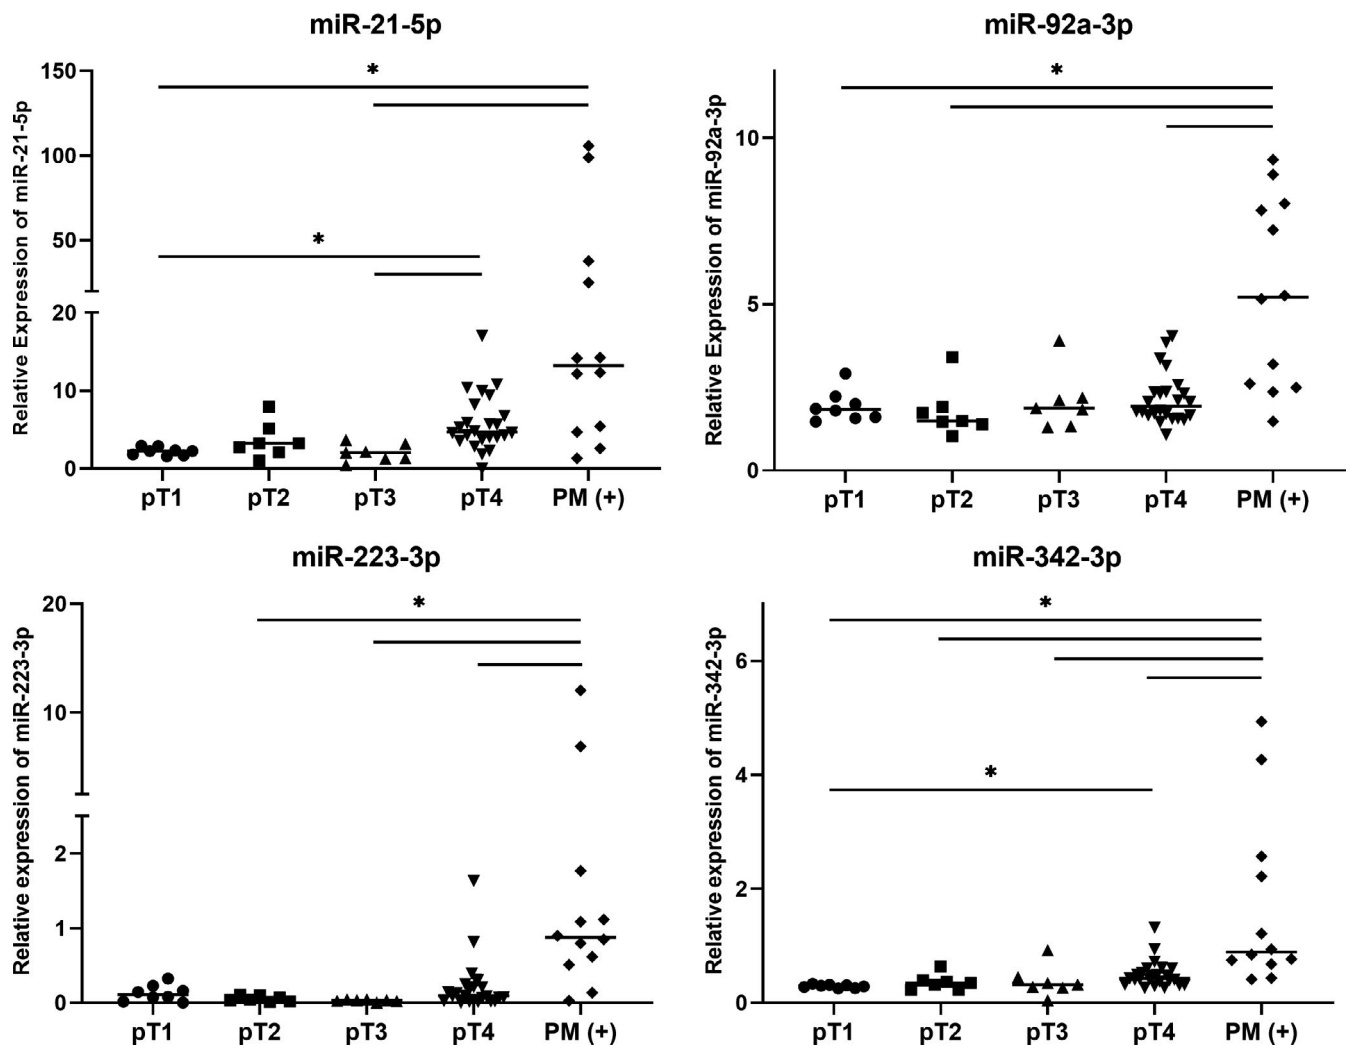 miR-21-5p
Relative Expression of miR-21-5p
150
*
100
50
*
20
10
0
pT1 pT2 pT3 pT4 PM (+)
miR-92a-3p
Relative Expression of miR-92a-3p
*
10
5
0
pT1 pT2 pT3 pT4 PM (+)
miR-223-3p
Relative expression of miR-223-3p
20
*
10
2
1
0
pT1 pT2 pT3 pT4 PM (+)
miR-342-3p
Relative expression of miR-342-3p
*
6
4
*
2
0
pT1 pT2 pT3 pT4 PM (+)